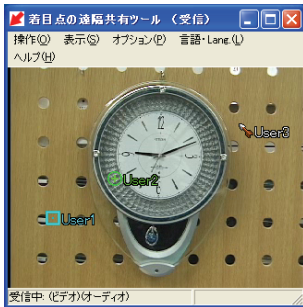 着目点の遠隔共有ツール (受信)
操作(O) 表示(S) オプション(P) 言語・Lang.(L)
ヘルプ(H)
12
User3
User2
User1
受信中: (ビデオ)(オーディオ)